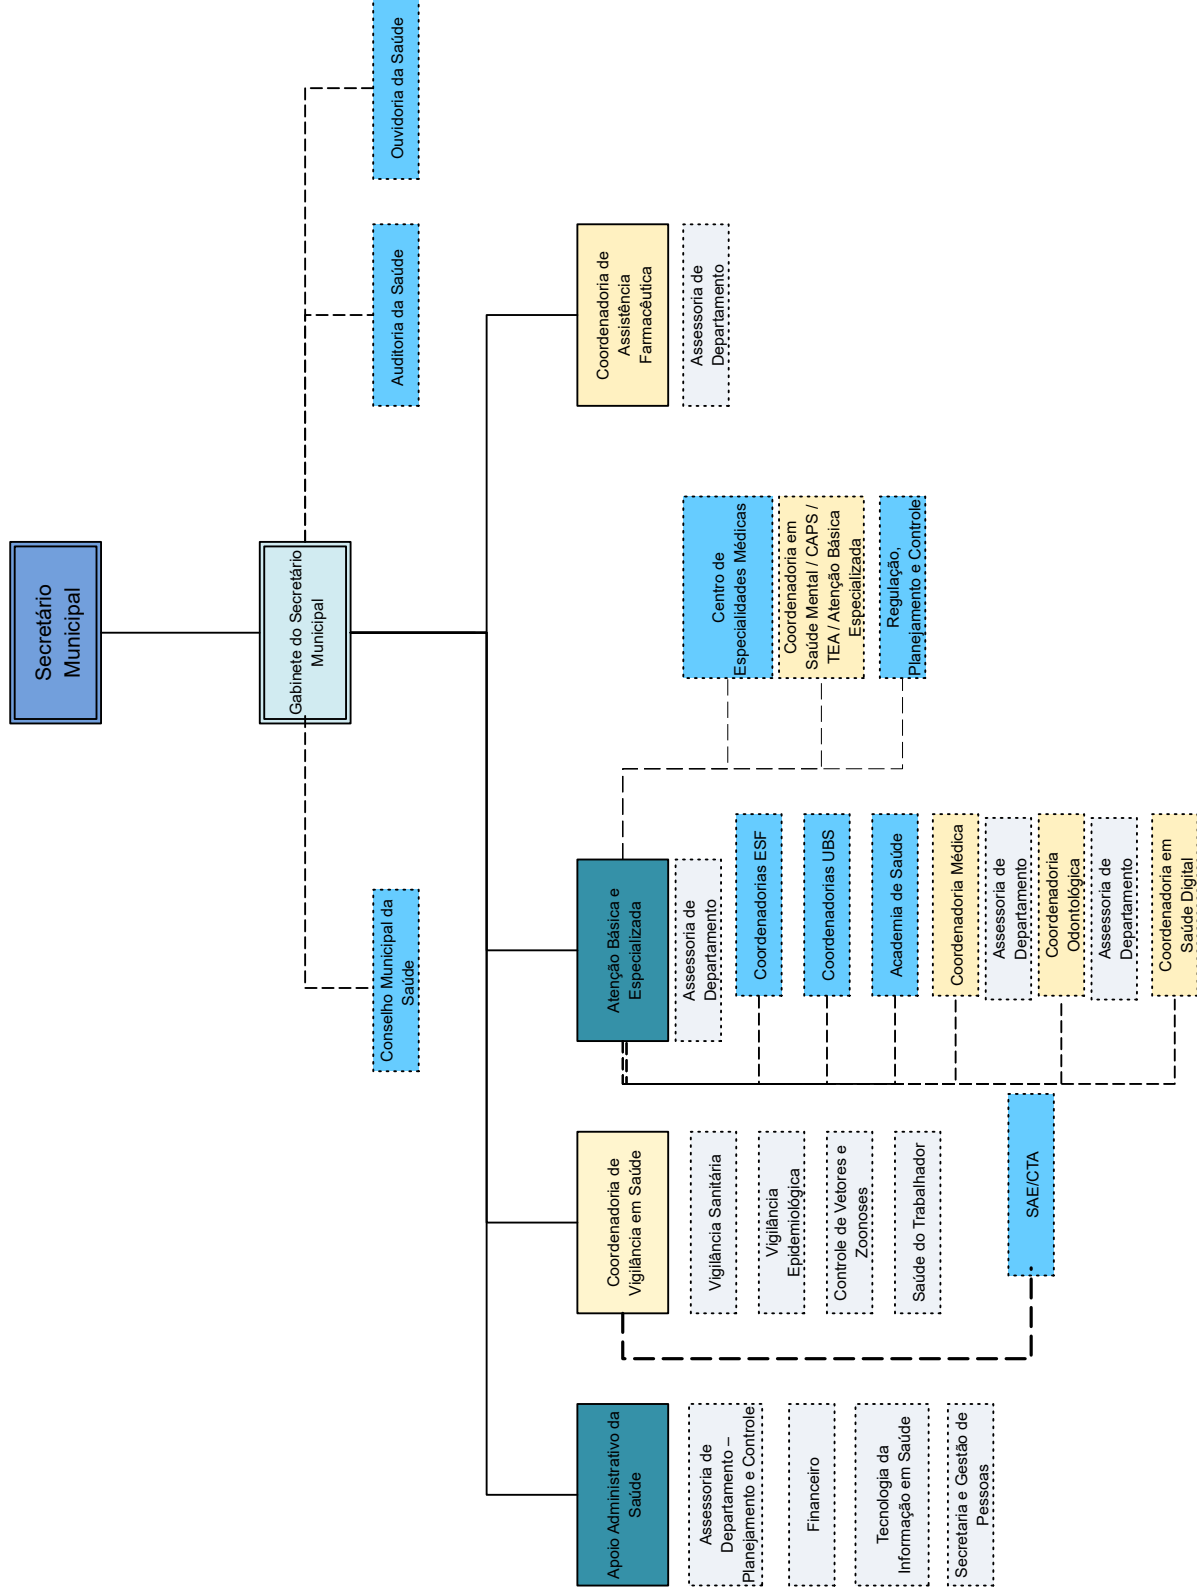 Secretário
Municipal
Gabinete do Secretário
Municipal
Conselho Municipal da
Saúde
Auditoria da Saúde
Ouvidoria da Saúde
Apoio Administrativo da
Saúde
Assessoria de
Departamento –
Planejamento e Controle
Financeiro
Tecnologia da
Informação em Saúde
Secretaria e Gestão de
Pessoas
Coordenadoria de
Vigilância em Saúde
Vigilância Sanitária
Vigilância
Epidemiológica
Controle de Vetores e
Zoonoses
Saúde do Trabalhador
SAE/CTA
Atenção Básica e
Especializada
Assessoria de
Departamento
Coordenadorias ESF
Coordenadorias UBS
Academia de Saúde
Coordenadoria Médica
Assessoria de
Departamento
Coordenadoria
Odontológica
Assessoria de
Departamento
Coordenadoria em
Saúde Digital
Centro de
Especialidades Médicas
Coordenadoria em
Saúde Mental / CAPS /
TEA / Atenção Básica
Especializada
Regulação,
Planejamento e Controle
Coordenadoria de
Assistência
Farmacêutica
Assessoria de
Departamento